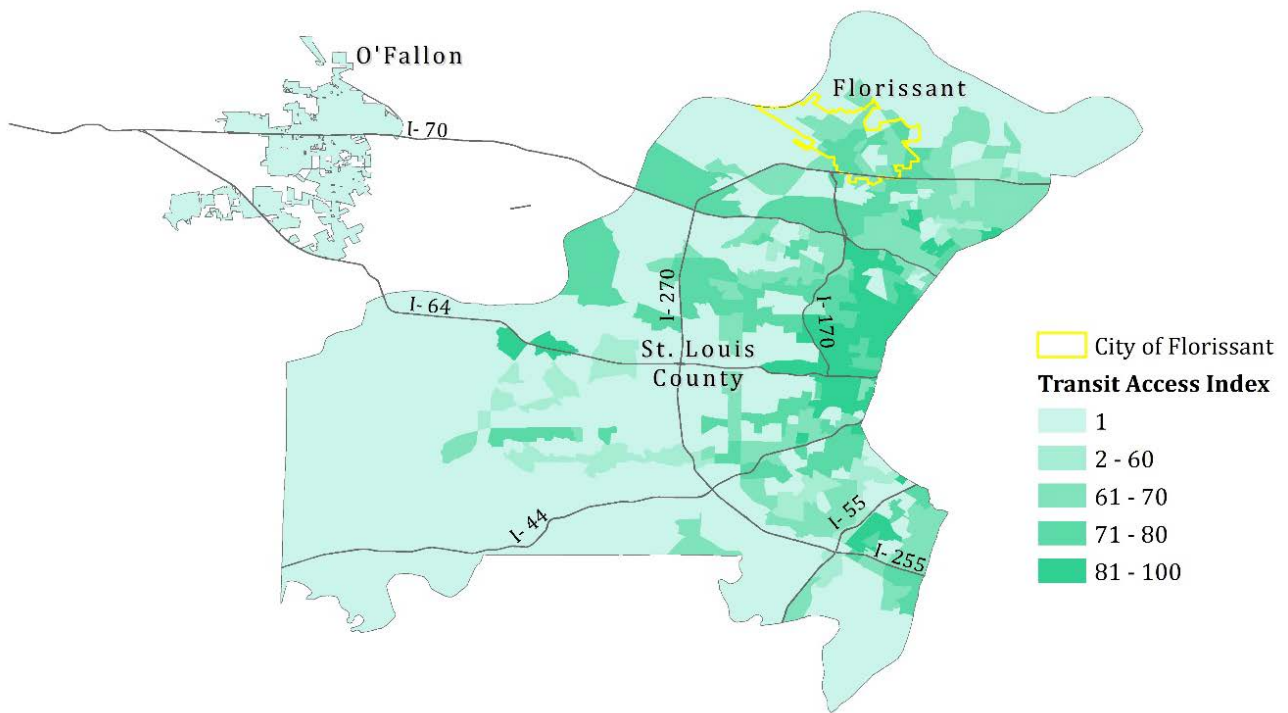 O'Fallon
Florissant
I- 70
I- 270
I- 64
I- 170
St. Louis
County
I- 44
I- 55
I- 255
City of Florissant
Transit Access Index
1
2 - 60
61 - 70
71 - 80
81 - 100